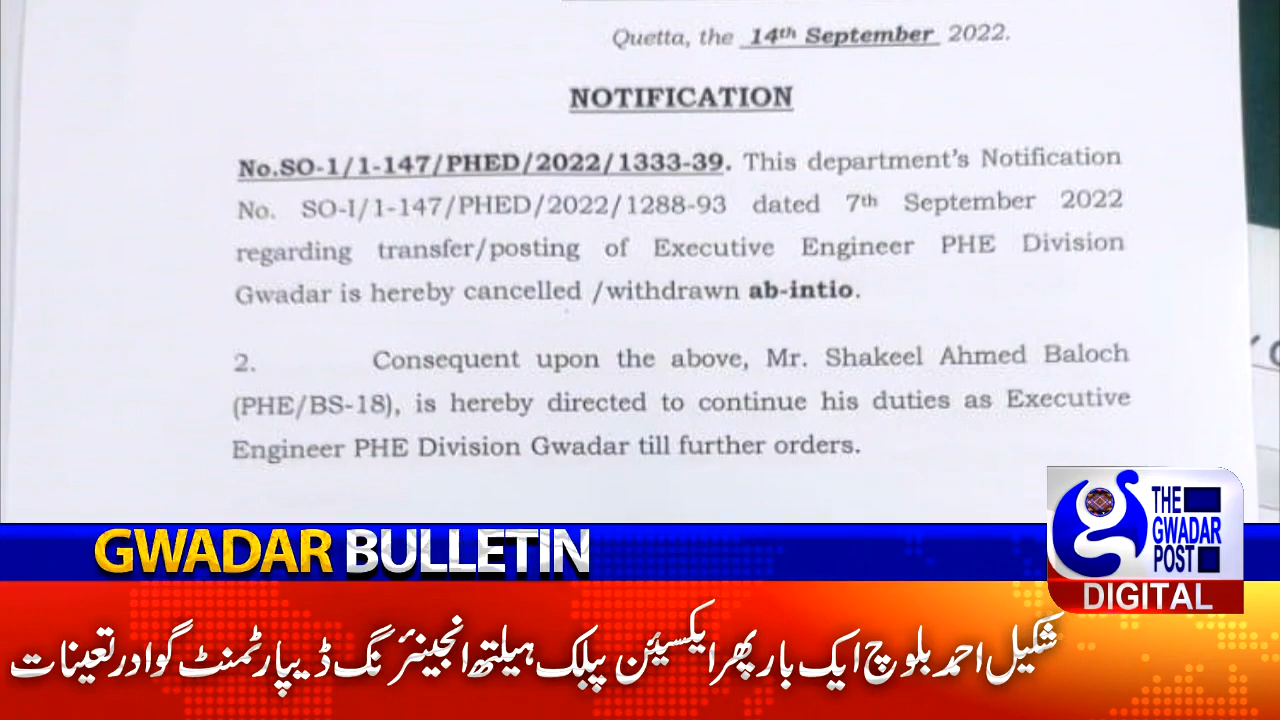 Quetta, the 14th September 2022.
NOTIFICATION
No.SO-1/1-147/PHED/2022/1333-39. This department's Notification
No. SO-I/1-147/PHED/2022/1288-93 dated 7th September 2022
regarding transfer/posting of Executive Engineer PHE Division
Gwadar is hereby cancelled /withdrawn ab-intio.
2. Consequent upon the above, Mr. Shakeel Ahmed Baloch
(PHE/BS-18), is hereby directed to continue his duties as Executive
Engineer PHE Division Gwadar till further orders.
GWADAR BULLETIN
THE
GWADAR
POST
DIGITAL
شکیل احمد بلوچ ایک بار پھر ایکسیئن پبلک ہیلتھ انجینئرنگ ڈیپارٹمنٹ گوادر تعینات